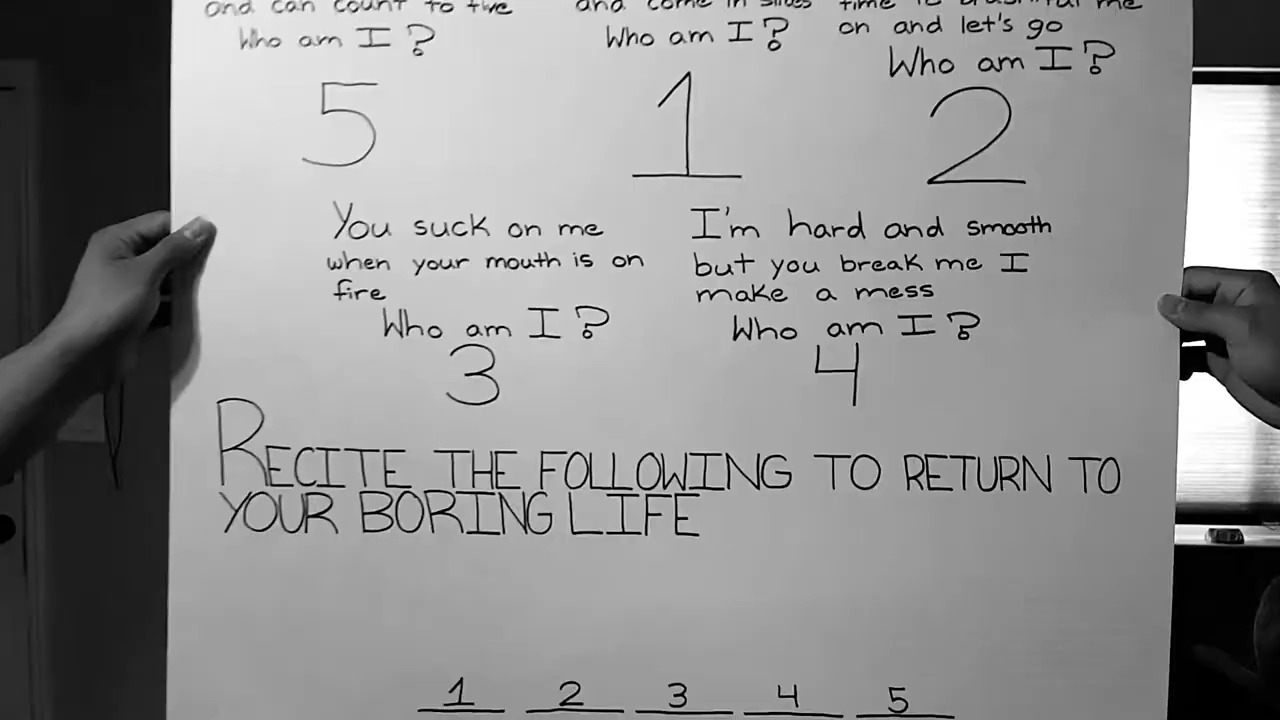 and can count to five
Who am I?
5
and come in slides
Who am I?
1
time
me
on and let's go
Who am I?
2
You suck on me
when your mouth is on
fire
Who am I?
3
I'm hard and smooth
but you break me I
make a mess
Who am I?
4
RECITE THE FOLLOWING TO RETURN TO
YOUR BORING LIFE
1 2 3 4 5